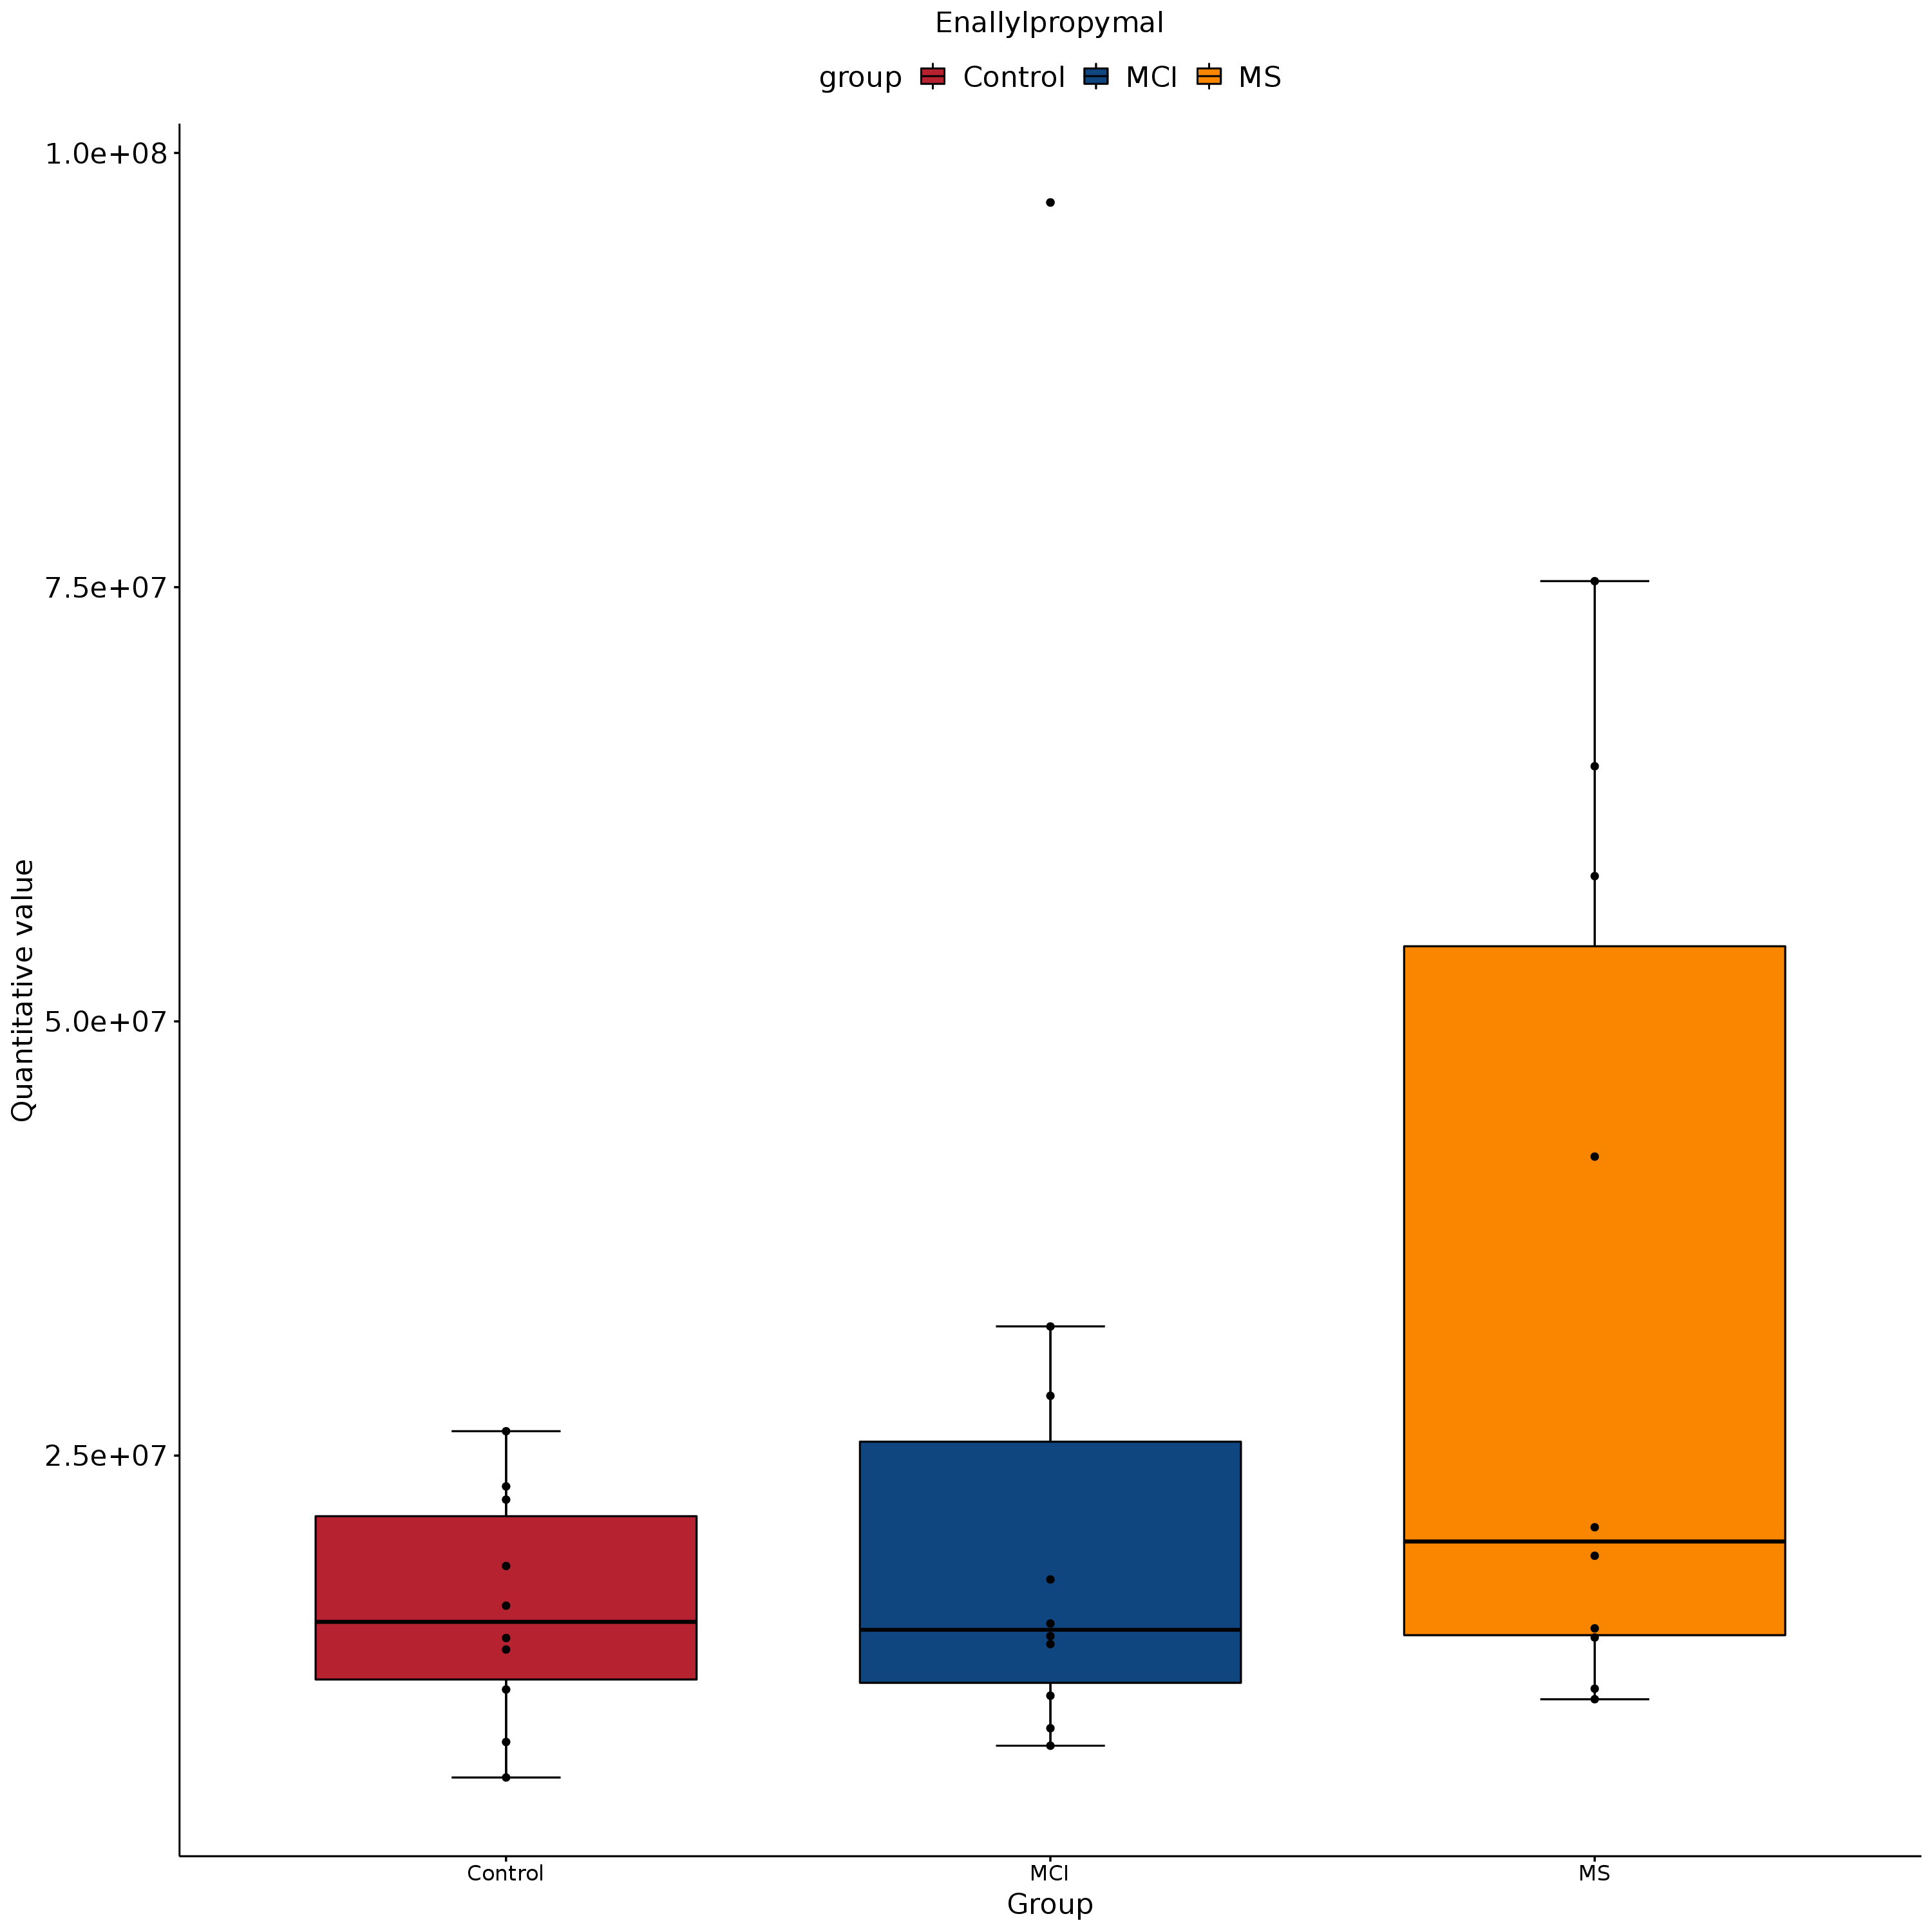 Enallylpropymal
group Control MCI MS
1.0e+08
7.5e+07
5.0e+07
2.5e+07
Quantitative value
Control MCI MS
Group